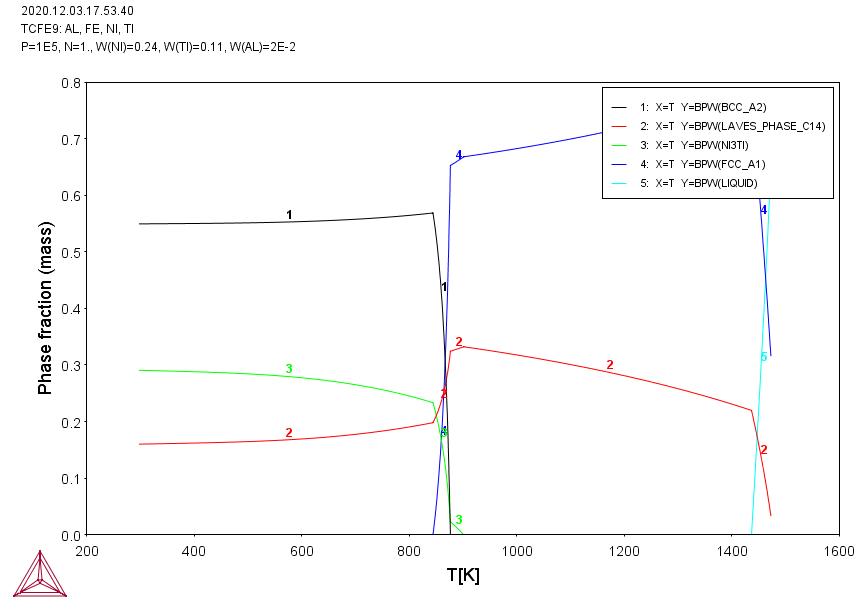 2020.12.03.17.53.40
TCFE9: AL, FE, NI, TI
P=1E5, N=1., W(NI)=0.24, W(TI)=0.11, W(AL)=2E-2
0.8
0.7
0.6
0.5
0.4
0.3
0.2
0.1
0.0
Phase fraction (mass)
1: X=T Y=BPW(BCC_A2)
2: X=T Y=BPW(LAVES_PHASE_C14)
3: X=T Y=BPW(NI3TI)
4: X=T Y=BPW(FCC_A1)
5: X=T Y=BPW(LIQUID)
4
4
1
1
2
2
5
3
2
2
4
2
2
3
200 400 600 800 1000 1200 1400 1600
T[K]